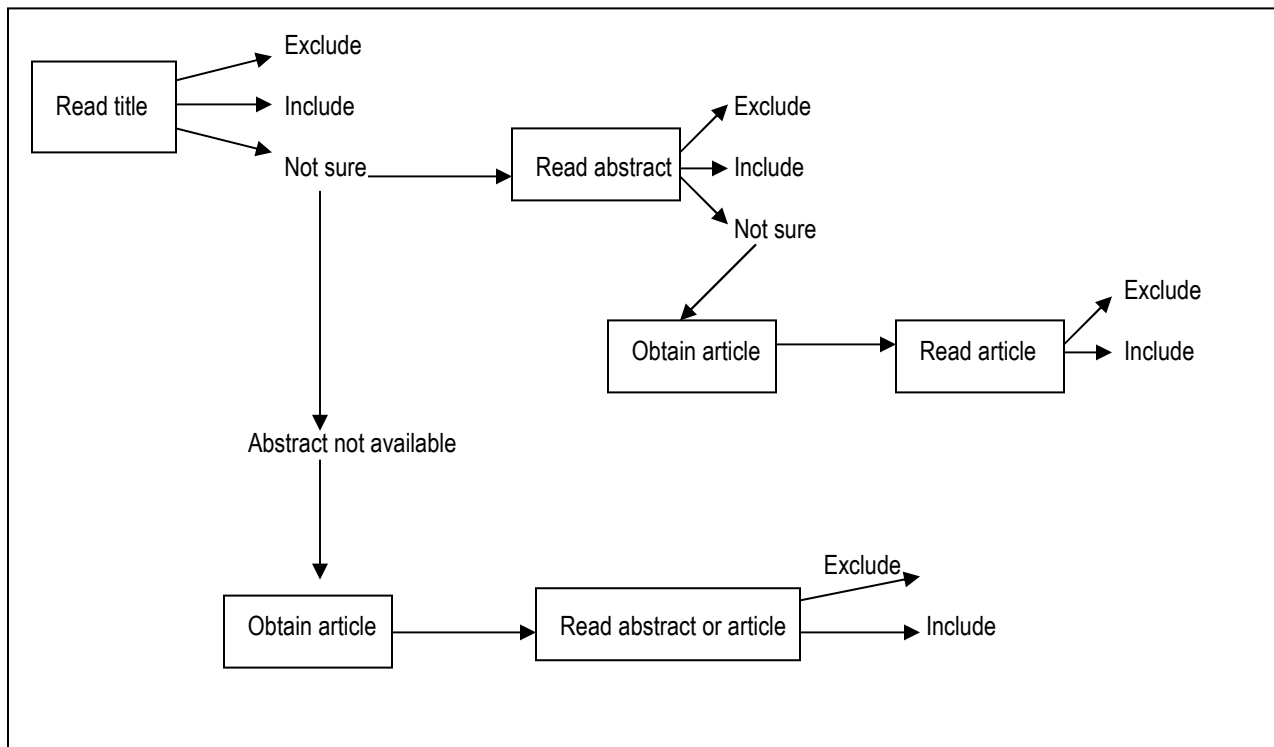 Exclude
Read title
Include
Not sure
Exclude
Read abstract
Include
Not sure
Exclude
Obtain article
Read article
Include
Abstract not available
Exclude
Obtain article
Read abstract or article
Include